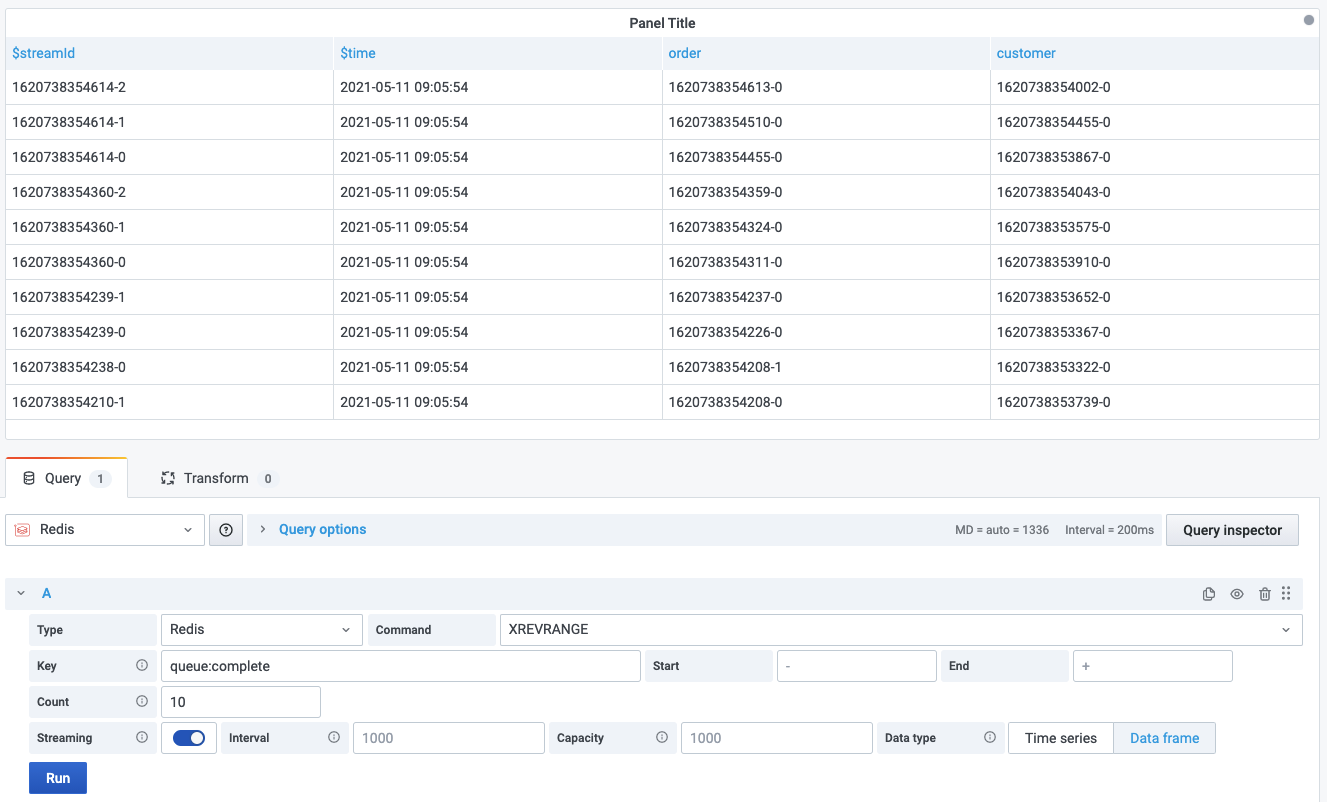 Panel Title
$streamId $time order customer
1620738354614-2 2021-05-11 09:05:54 1620738354613-0 1620738354002-0
1620738354614-1 2021-05-11 09:05:54 1620738354510-0 1620738354455-0
1620738354614-0 2021-05-11 09:05:54 1620738354455-0 1620738353867-0
1620738354360-2 2021-05-11 09:05:54 1620738354359-0 1620738354043-0
1620738354360-1 2021-05-11 09:05:54 1620738354324-0 1620738353575-0
1620738354360-0 2021-05-11 09:05:54 1620738354311-0 1620738353910-0
1620738354239-1 2021-05-11 09:05:54 1620738354237-0 1620738353652-0
1620738354239-0 2021-05-11 09:05:54 1620738354226-0 1620738353367-0
1620738354238-0 2021-05-11 09:05:54 1620738354208-1 1620738353322-0
1620738354210-1 2021-05-11 09:05:54 1620738354208-0 1620738353739-0
Query 1 Transform 0
Redis Query options MD = auto = 1336 Interval = 200ms Query inspector
A
Type Redis Command XREVRANGE
Key queue:complete Start - End +
Count 10
Streaming Interval 1000 Capacity 1000 Data type Time series Data frame
Run